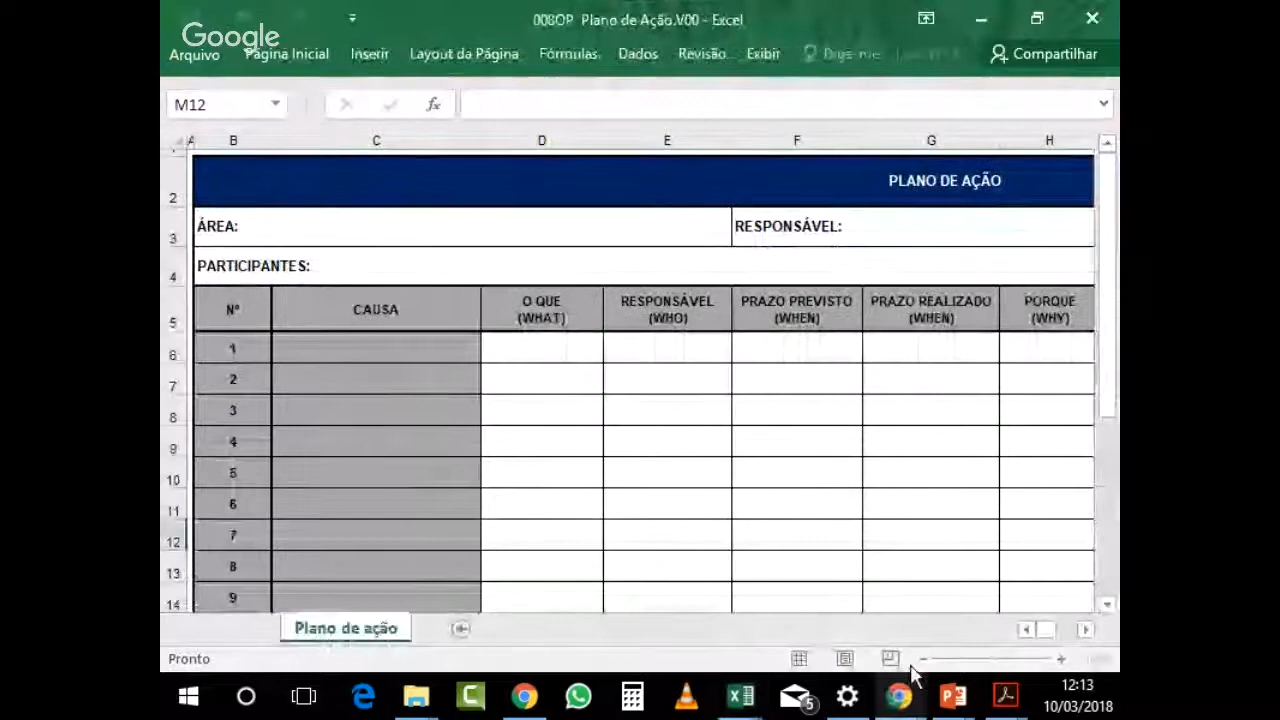 008OP Plano de Ação.V00 - Excel
Google
Arquivo Página Inicial Inserir Layout da Página Fórmulas Dados Revisão Exibir Compartilhar
M12 fx
A B C D E F G H
2 PLANO DE AÇÃO
3 ÁREA: RESPONSÁVEL:
4 PARTICIPANTES:
5 Nº CAUSA O QUE (WHAT) RESPONSÁVEL (WHO) PRAZO PREVISTO (WHEN) PRAZO REALIZADO (WHEN) PORQUE (WHY)
6 1
7 2
8 3
9 4
10 5
11 6
12 7
13 8
14 9
Plano de ação
Pronto
5
12:13
10/03/2018